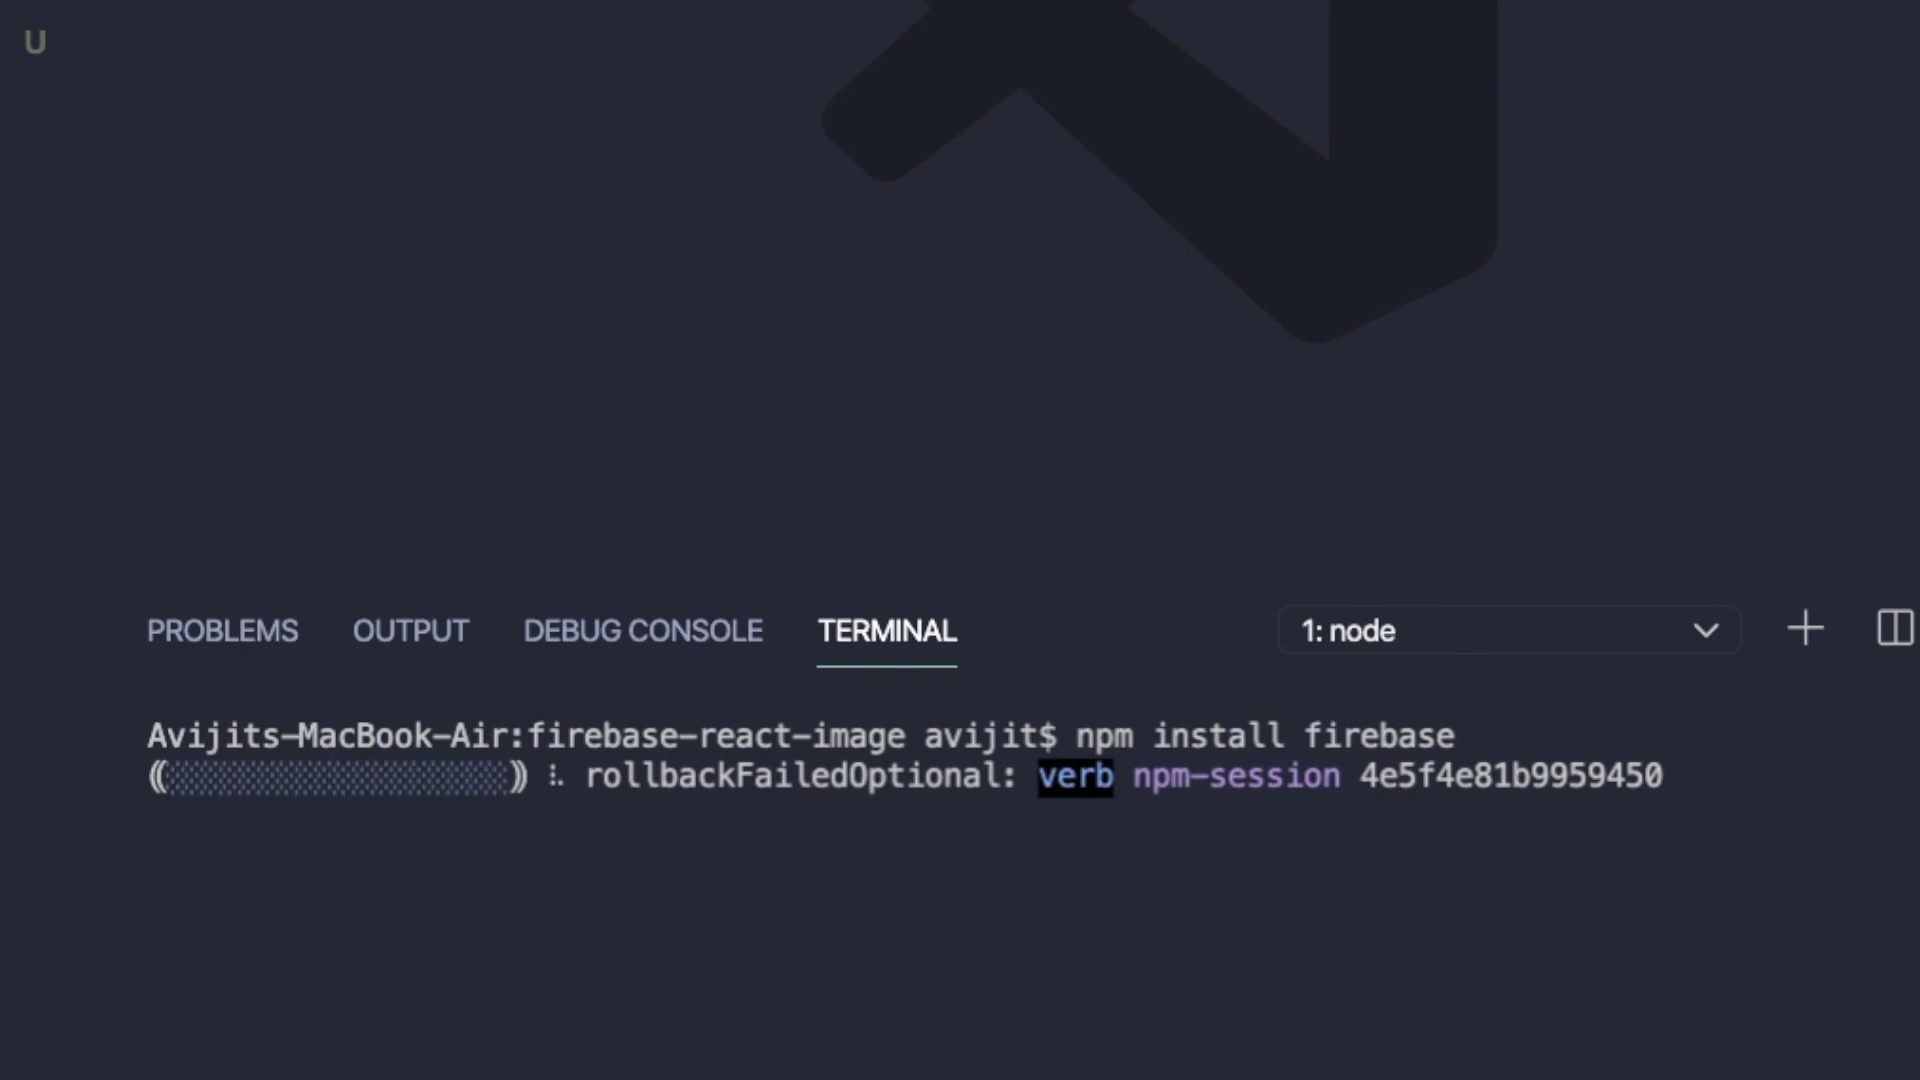 U
PROBLEMS OUTPUT DEBUG CONSOLE TERMINAL 1: node
Avijits-MacBook-Air:firebase-react-image avijit$ npm install firebase
rollbackFailedOptional: verb npm-session 4e5f4e81b9959450